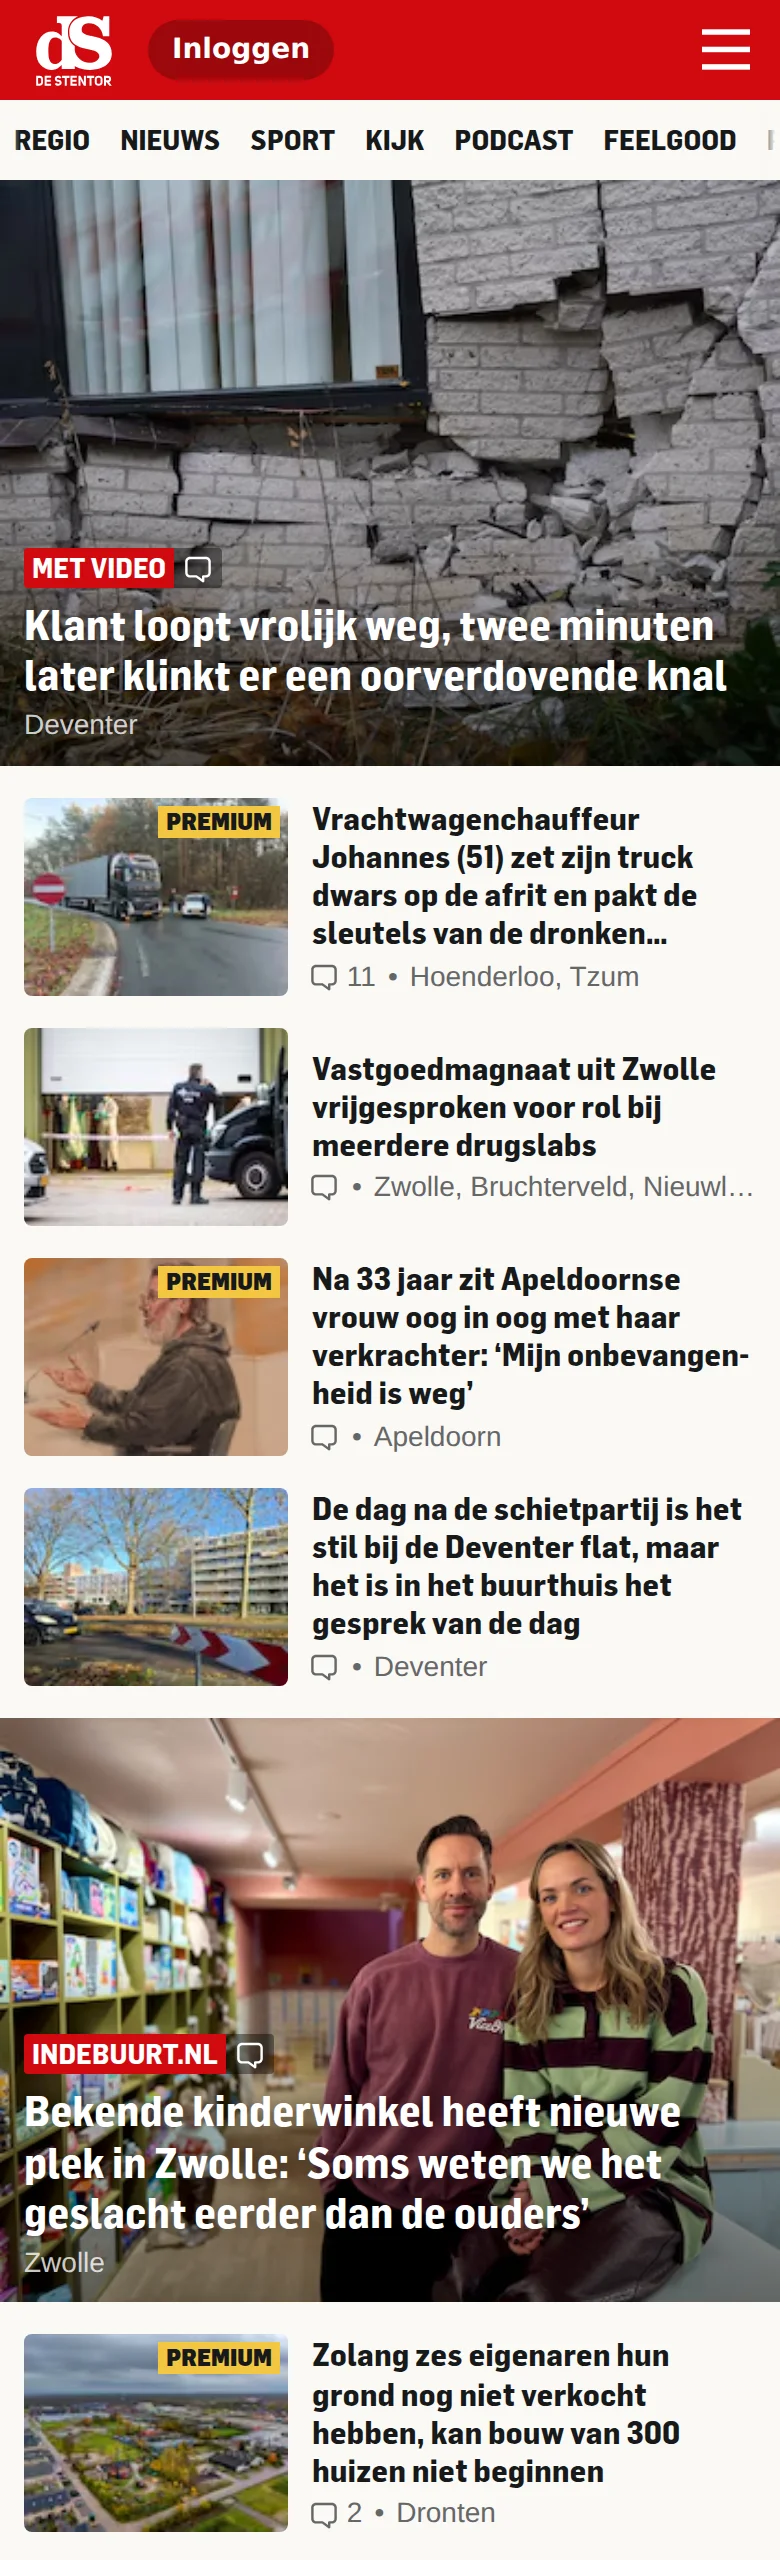 dS
DE STENTOR
Inloggen
REGIO NIEUWS SPORT KIJK PODCAST FEELGOOD
MET VIDEO
Klant loopt vrolijk weg, twee minuten
later klinkt er een oorverdovende knal
Deventer
PREMIUM
Vrachtwagenchauffeur
Johannes (51) zet zijn truck
dwars op de afrit en pakt de
sleutels van de dronken...
11 • Hoenderloo, Tzum
Vastgoedmagnaat uit Zwolle
vrijgesproken voor rol bij
meerdere drugslabs
• Zwolle, Bruchterveld, Nieuwl...
PREMIUM
Na 33 jaar zit Apeldoornse
vrouw oog in oog met haar
verkrachter: ‘Mijn onbevangen-
heid is weg’
• Apeldoorn
De dag na de schietpartij is het
stil bij de Deventer flat, maar
het is in het buurthuis het
gesprek van de dag
• Deventer
INDEBUURT.NL
Bekende kinderwinkel heeft nieuwe
plek in Zwolle: ‘Soms weten we het
geslacht eerder dan de ouders’
Zwolle
PREMIUM
Zolang zes eigenaren hun
grond nog niet verkocht
hebben, kan bouw van 300
huizen niet beginnen
2 • Dronten